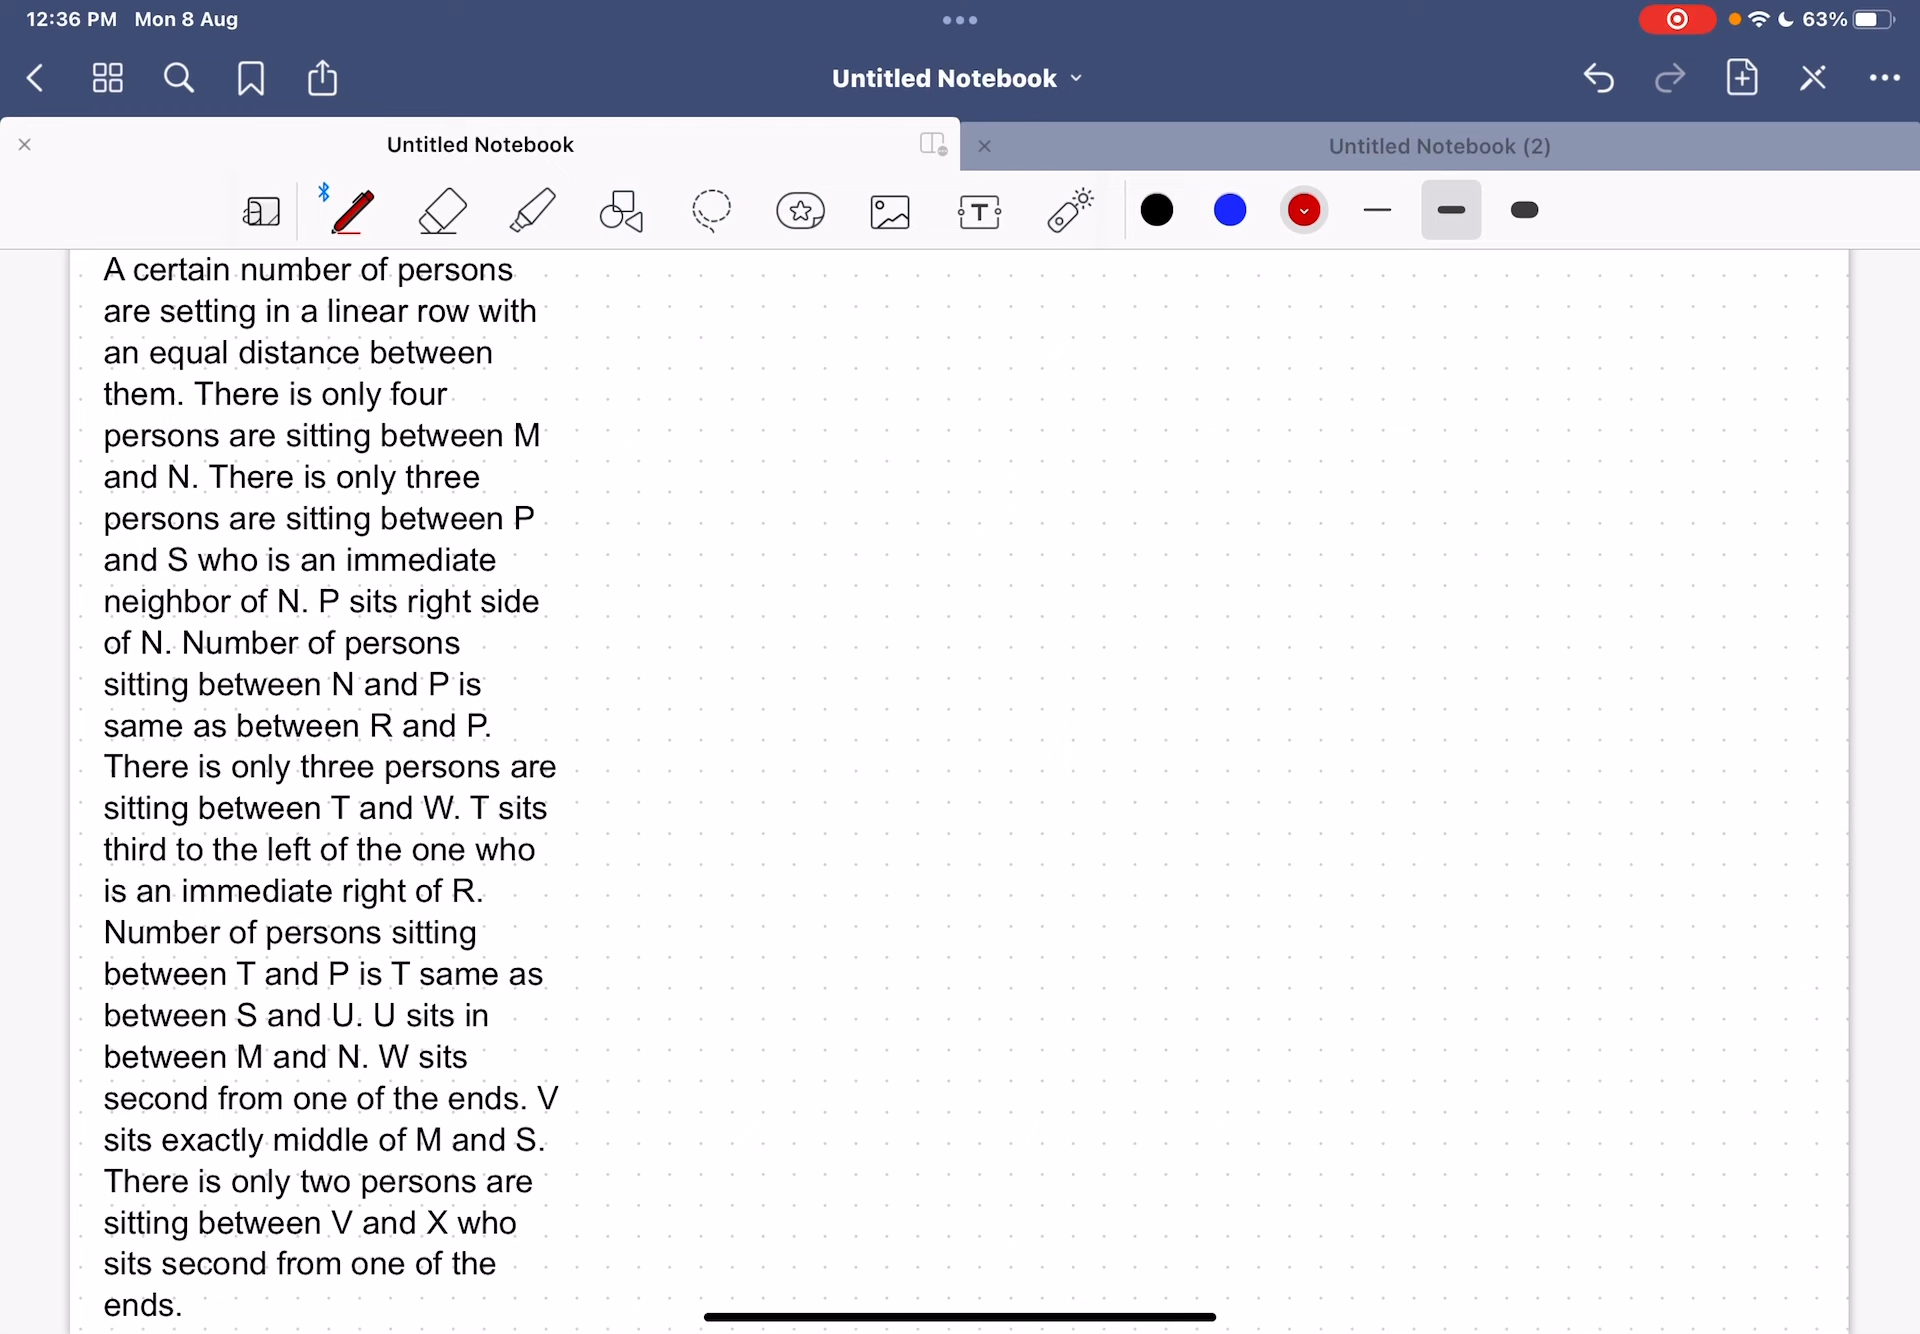 12:36 PM Mon 8 Aug
63%
Untitled Notebook
Untitled Notebook
Untitled Notebook (2)
A certain number of persons
are setting in a linear row with
an equal distance between
them. There is only four
persons are sitting between M
and N. There is only three
persons are sitting between P
and S who is an immediate
neighbor of N. P sits right side
of N. Number of persons
sitting between N and P is
same as between R and P.
There is only three persons are
sitting between T and W. T sits
third to the left of the one who
is an immediate right of R.
Number of persons sitting
between T and P is T same as
between S and U. U sits in
between M and N. W sits
second from one of the ends. V
sits exactly middle of M and S.
There is only two persons are
sitting between V and X who
sits second from one of the
ends.